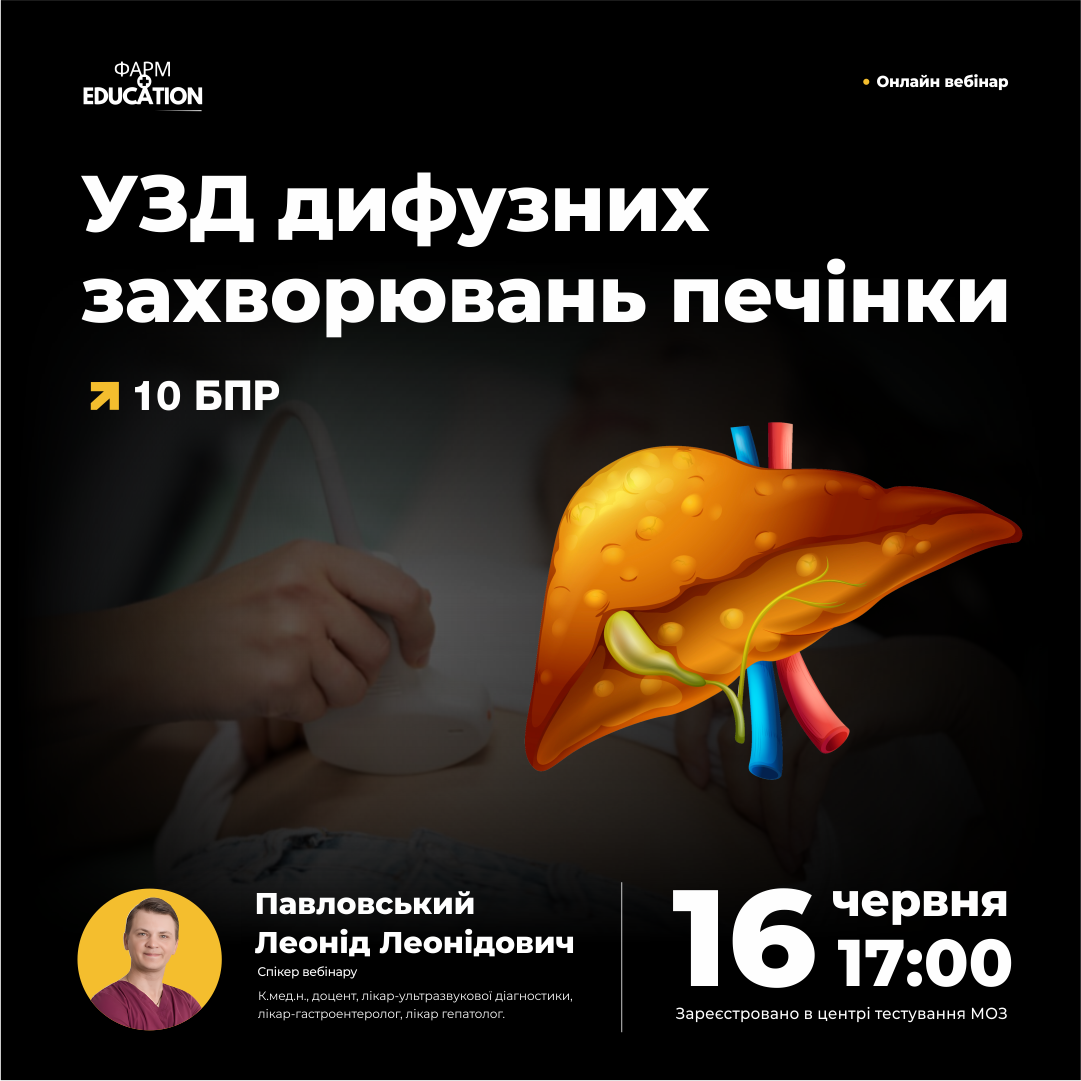 ФАРМ
EDUCATION
Онлайн вебінар
УЗД дифузних
захворювань печінки
10 БПР
Павловський
Леонід Леонідович
Спікер вебінару
К.мед.н., доцент, лікар-ультразвукової діагностики,
лікар-гастроентеролог, лікар гепатолог.
16 червня
17:00
Зареєстровано в центрі тестування МОЗ